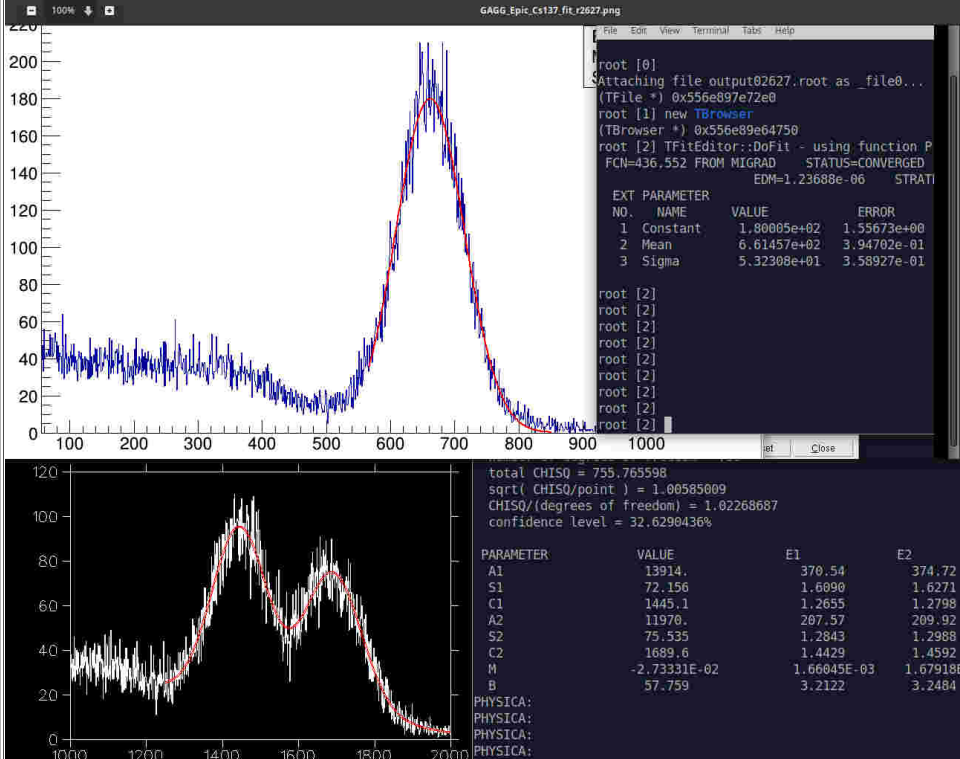 100%
GAGG_Epic_Cs137_fit_r2627.png
220
200
180
160
140
120
100
80
60
40
20
0
100 200 300 400 500 600 700 800 900 1000
File Edit View Terminal Tabs Help
root [0]
Attaching file output02627.root as _file0...
(TFile *) 0x556e897e72e0
root [1] new TBrowser
(TBrowser *) 0x556e89e64750
root [2] TFitEditor::DoFit - using function P
FCN=436.552 FROM MIGRAD STATUS=CONVERGED
EDM=1.23688e-06 STRAT
EXT PARAMETER
NO. NAME VALUE ERROR
1 Constant 1.80005e+02 1.55673e+00
2 Mean 6.61457e+02 3.94702e-01
3 Sigma 5.32308e+01 3.58927e-01
root [2]
root [2]
root [2]
root [2]
root [2]
root [2]
root [2]
root [2]
root [2]
Close
120
100
80
60
40
20
0
1000 1200 1400 1600 1800 2000
total CHISQ = 755.765598
sqrt( CHISQ/point ) = 1.00585009
CHISQ/(degrees of freedom) = 1.02268687
confidence level = 32.6290436%
PARAMETER VALUE E1 E2
A1 13914. 370.54 374.72
S1 72.156 1.6090 1.6271
C1 1445.1 1.2655 1.2798
A2 11970. 207.57 209.92
S2 75.535 1.2843 1.2988
C2 1689.6 1.4429 1.4592
M -2.73331E-02 1.66045E-03 1.67918E
B 57.759 3.2122 3.2484
PHYSICA:
PHYSICA:
PHYSICA:
PHYSICA: